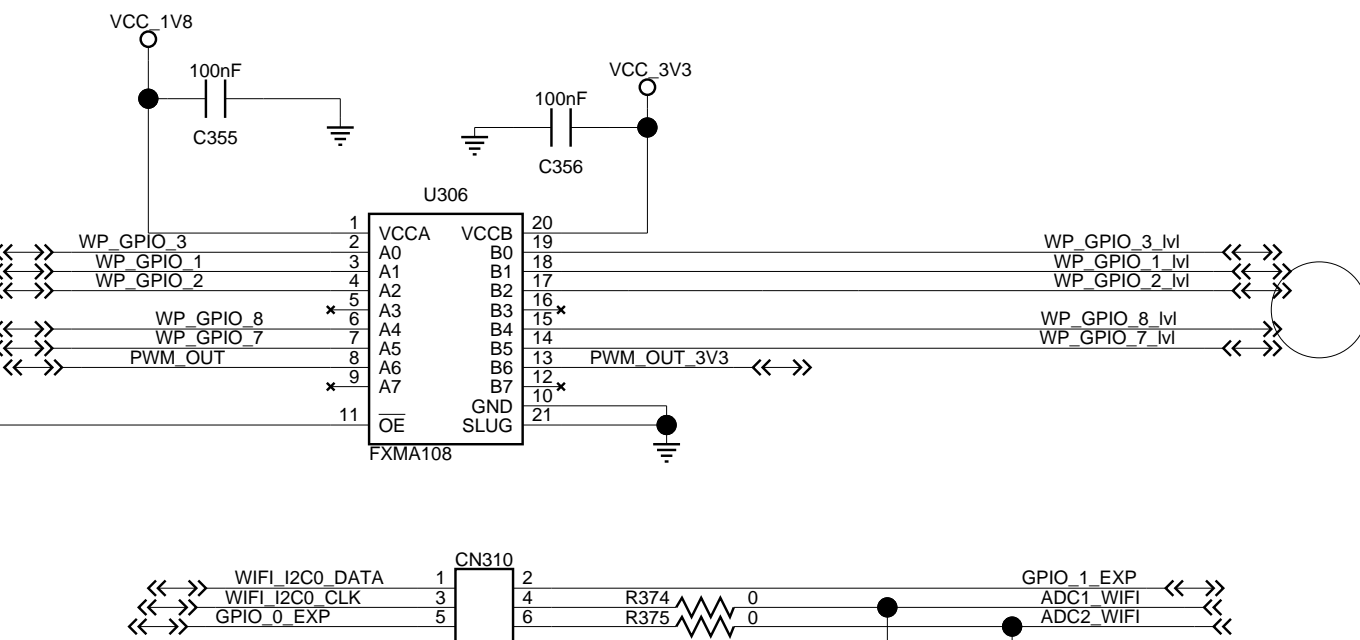 VCC_1V8
100nF
C355
VCC_3V3
100nF
C356
U306
1 VCCA VCCB 20
WP_GPIO_3 2 A0 B0 19 WP_GPIO_3_lvl
WP_GPIO_1 3 A1 B1 18 WP_GPIO_1_lvl
WP_GPIO_2 4 A2 B2 17 WP_GPIO_2_lvl
5 A3 B3 16
WP_GPIO_8 6 A4 B4 15 WP_GPIO_8_lvl
WP_GPIO_7 7 A5 B5 14 WP_GPIO_7_lvl
PWM_OUT 8 A6 B6 13 PWM_OUT_3V3
9 A7 B7 12
GND 10
11 OE SLUG 21
FXMA108
CN310
WIFI_I2C0_DATA 1 2 GPIO_1_EXP
WIFI_I2C0_CLK 3 4 R374 0 ADC1_WIFI
GPIO_0_EXP 5 6 R375 0 ADC2_WIFI